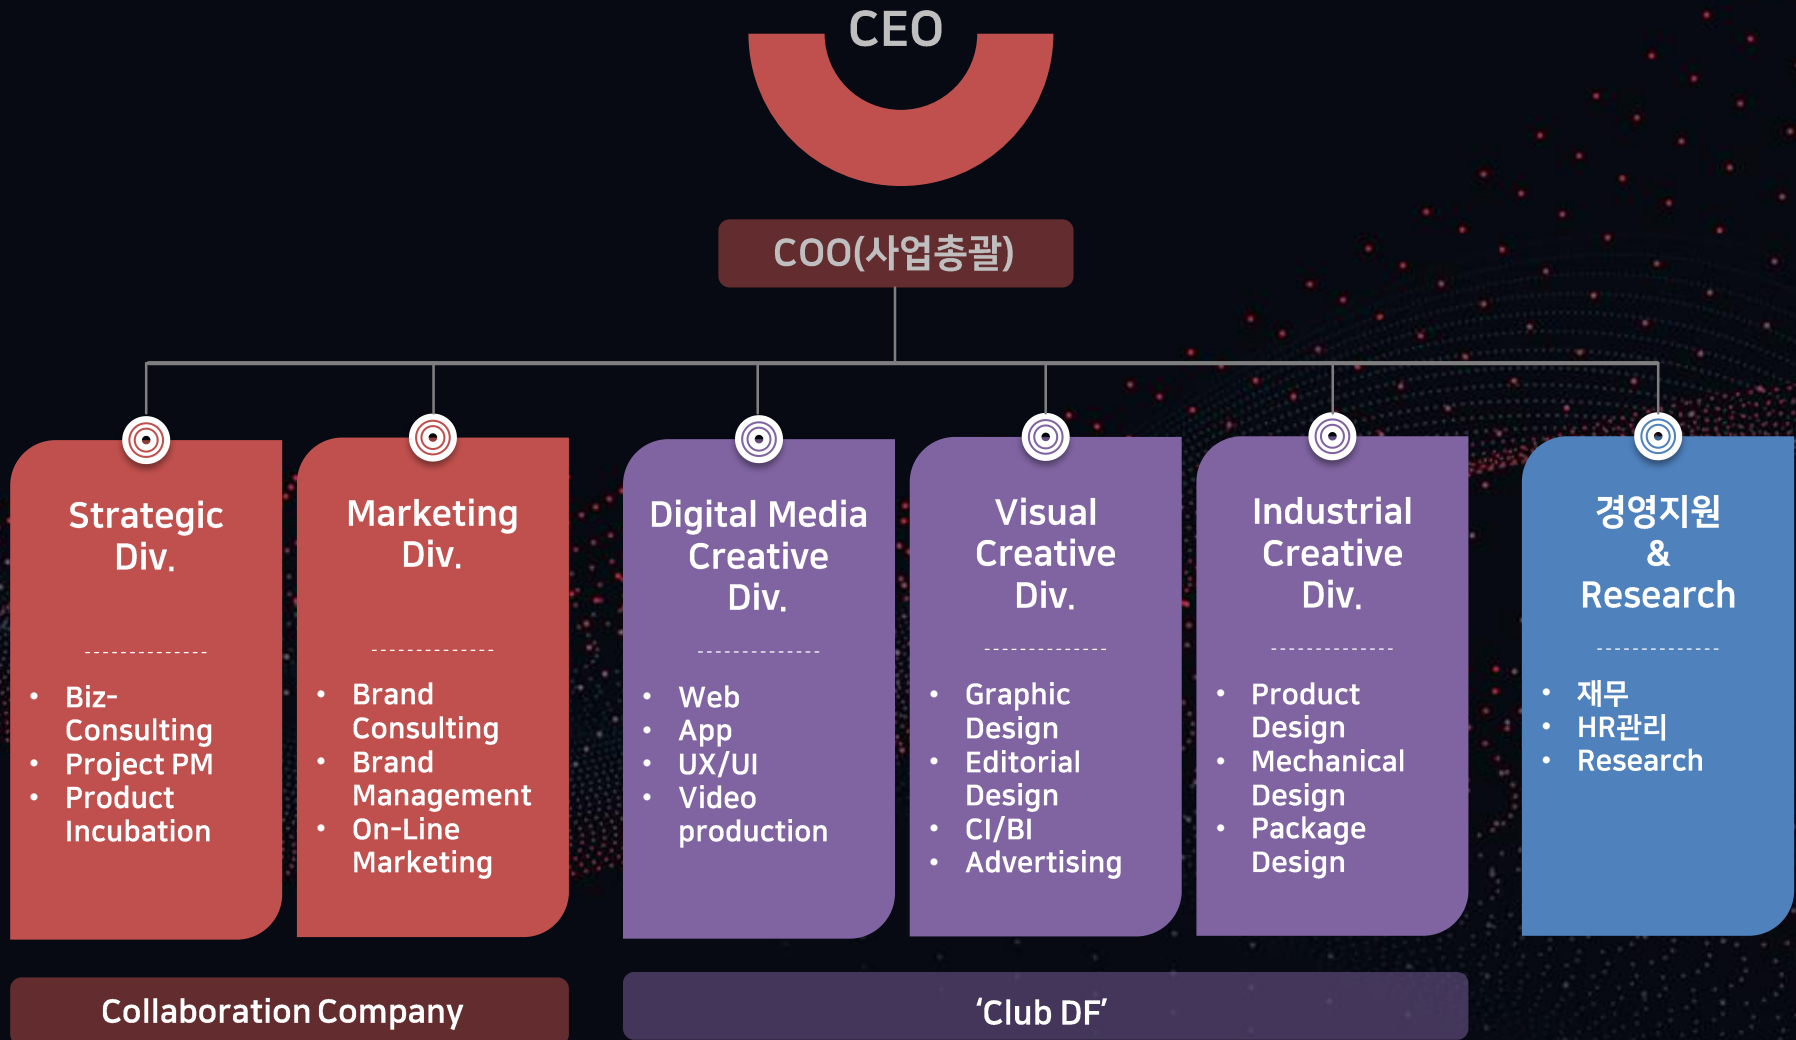 CEO
COO(사업총괄)
Strategic
Div.
• Biz-
Consulting
• Project PM
• Product
Incubation
Marketing
Div.
• Brand
Consulting
• Brand
Management
• On-Line
Marketing
Digital Media
Creative
Div.
• Web
• App
• UX/UI
• Video
production
Visual
Creative
Div.
• Graphic
Design
• Editorial
Design
• CI/BI
• Advertising
Industrial
Creative
Div.
• Product
Design
• Mechanical
Design
• Package
Design
경영지원
&
Research
• 재무
• HR관리
• Research
Collaboration Company
‘Club DF’